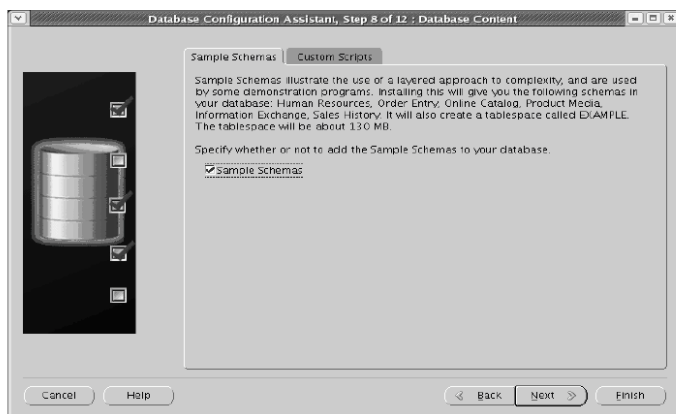 Database Configuration Assistant, Step 8 of 12 : Database Content
Sample Schemas
Custom Scripts
Sample Schemas illustrate the use of a layered approach to complexity, and are used
by some demonstration programs. Installing this will give you the following schemas in
your database: Human Resources, Order Entry, Online Catalog, Product Media,
Information Exchange, Sales History. It will also create a tablespace called EXAMPLE.
The tablespace will be about 130 MB.
Specify whether or not to add the Sample Schemas to your database.
Sample Schemas
Cancel
Help
Back
Next
Finish